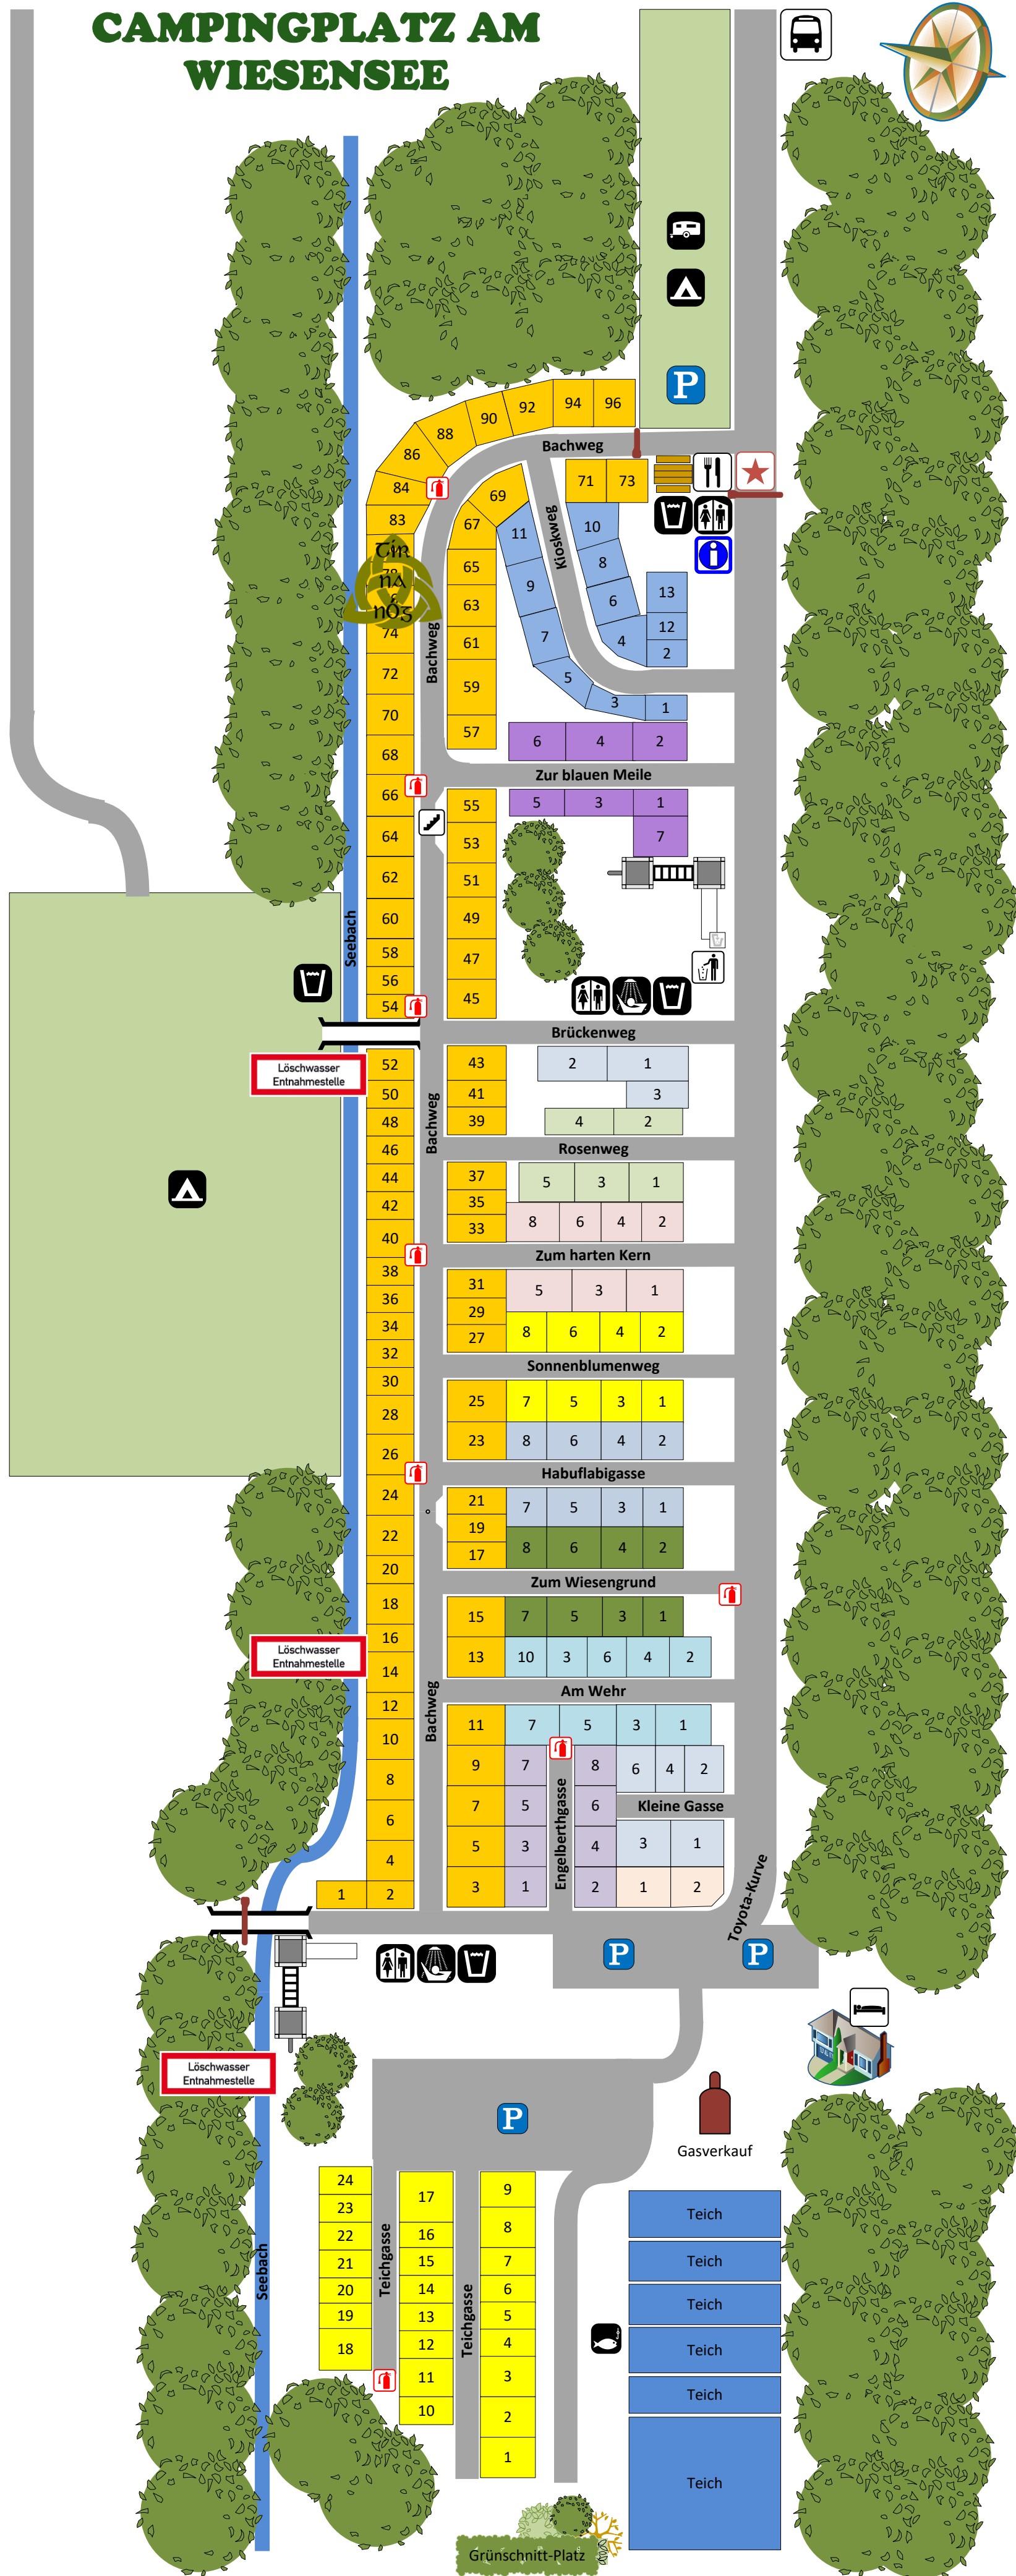 CAMPINGPLATZ AM
WIESENSEE
P
96
94
92
90
88
86
84
83
Bachweg
71 73
69
67
65
63
61
59
57
Kioskweg
11
9
7
5
3 1
10
8
6
4
13
12
2
i
Tír
na
nÓg
74
72
70
68
66
64
62
60
58
56
54
Bachweg
6 4 2
Zur blauen Meile
5 3 1
7
55
53
51
49
47
45
Seebach
Brückenweg
Löschwasser
Entnahmestelle
52
50
48
46
44
42
40
38
36
34
32
30
28
26
24
22
20
18
16
14
12
10
8
6
4
1 2
Bachweg
43
41
39
2 1
3
4 2
Rosenweg
37
35
33
5 3 1
8 6 4 2
Zum harten Kern
31
29
27
5 3 1
8 6 4 2
Sonnenblumenweg
25 7 5 3 1
23 8 6 4 2
Habuflabigasse
21
19
17
7 5 3 1
8 6 4 2
Zum Wiesengrund
15 7 5 3 1
13 10 3 6 4 2
Löschwasser
Entnahmestelle
Am Wehr
Bachweg
11 7 5 3 1
9 7 8 6 4 2
7 5 6
Kleine Gasse
5 3 4 3 1
3 1 2 1 2
Engelberthgasse
Toyota-Kurve
P
P
Löschwasser
Entnahmestelle
P
Gasverkauf
Seebach
24
23
22
21
20
19
18
Teichgasse
17
16
15
14
13
12
11
10
Teichgasse
9
8
7
6
5
4
3
2
1
Teich
Teich
Teich
Teich
Teich
Teich
Grünschnitt-Platz